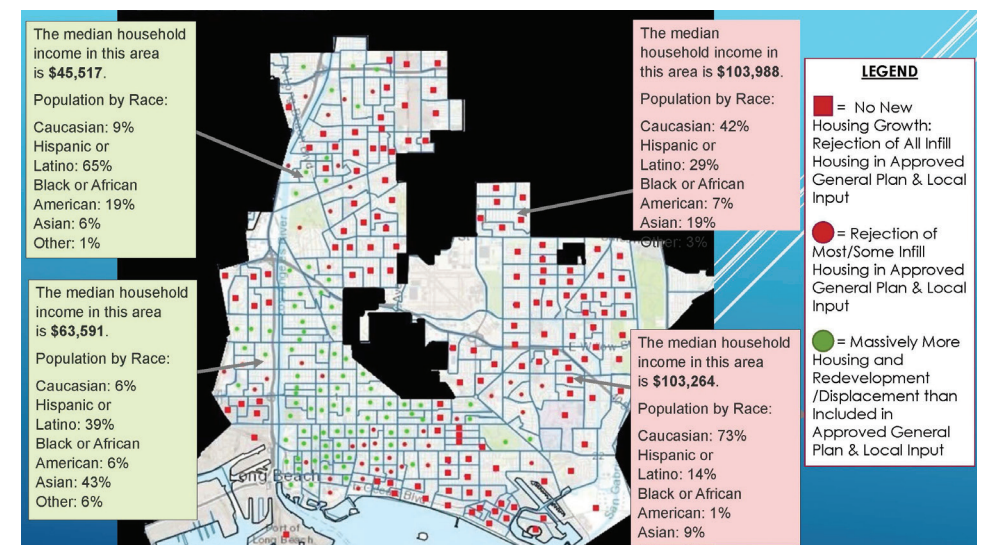 The median household
income in this area
is $45,517.
Population by Race:
Caucasian: 9%
Hispanic or
Latino: 65%
Black or African
American: 19%
Asian: 6%
Other: 1%
The median household
income in this area
is $63,591.
Population by Race:
Caucasian: 6%
Hispanic or
Latino: 39%
Black or African
American: 6%
Asian: 43%
Other: 6%
Long Beach
Port of
Long Beach
The median
household income in
this area is $103,988.
Population by Race:
Caucasian: 42%
Hispanic or
Latino: 29%
Black or African
American: 7%
Asian: 19%
Other: 3%
The median household
income in this area
is $103,264.
Population by Race:
Caucasian: 73%
Hispanic or
Latino: 14%
Black or African
American: 1%
Asian: 9%
LEGEND
= No New
Housing Growth:
Rejection of All Infill
Housing in Approved
General Plan & Local
Input
= Rejection of
Most/Some Infill
Housing in Approved
General Plan & Local
Input
= Massively More
Housing and
Redevelopment
/Displacement than
Included in
Approved General
Plan & Local Input